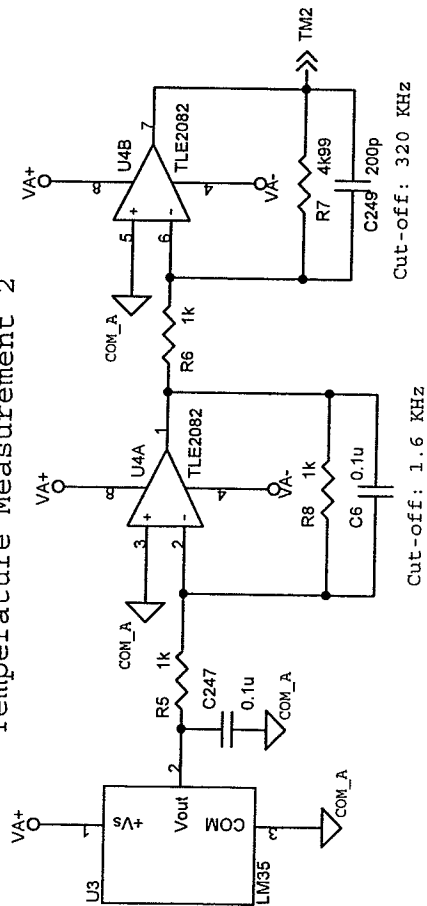 Temperature Measurement 2
VA+
U3
1
+Vs
Vout
2
COM
3
LM35
COM_A
R5
1k
C247
0.1u
COM_A
COM_A
VA+
3
+
2
-
8
U4A
1
TLE2082
4
VA-
R8
1k
C6
0.1u
Cut-off: 1.6 KHz
R6
1k
COM_A
VA+
5
+
6
-
8
U4B
7
TLE2082
4
VA-
R7
4k99
C249
200p
Cut-off: 320 KHz
TM2